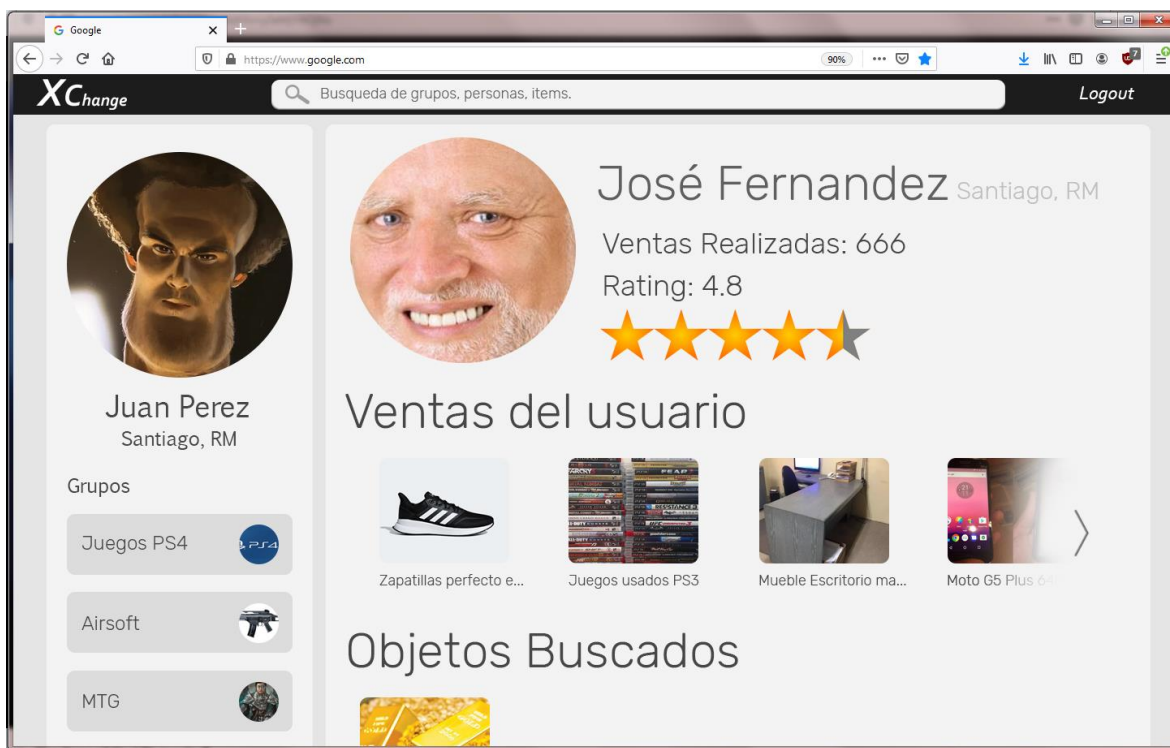 Google
https://www.google.com
90%
7
XChange
Busqueda de grupos, personas, items.
Logout
Juan Perez
Santiago, RM
Grupos
Juegos PS4
PS4
Airsoft
MTG
José Fernandez Santiago, RM
Ventas Realizadas: 666
Rating: 4.8
Ventas del usuario
Zapatillas perfecto e...
Juegos usados PS3
Mueble Escritorio ma...
Moto G5 Plus
Objetos Buscados